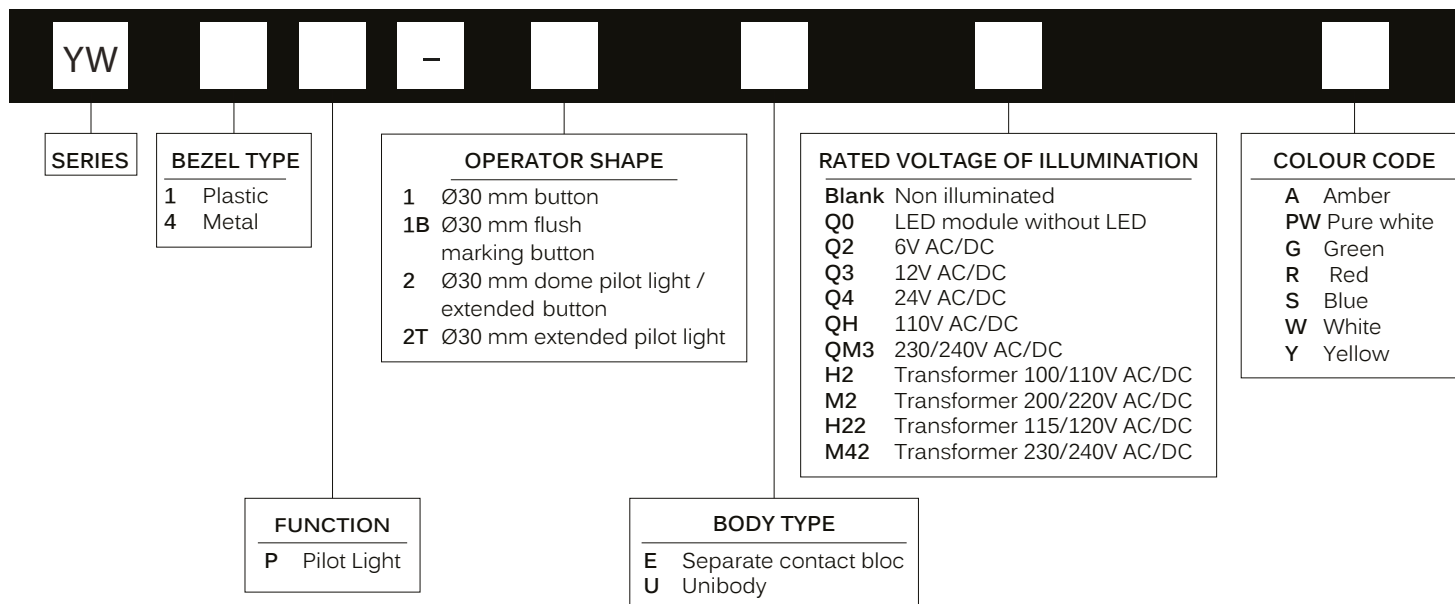 YW
–
SERIES
BEZEL TYPE
1 Plastic
4 Metal
OPERATOR SHAPE
1 Ø30 mm button
1B Ø30 mm flush
marking button
2 Ø30 mm dome pilot light /
extended button
2T Ø30 mm extended pilot light
RATED VOLTAGE OF ILLUMINATION
Blank Non illuminated
Q0 LED module without LED
Q2 6V AC/DC
Q3 12V AC/DC
Q4 24V AC/DC
QH 110V AC/DC
QM3 230/240V AC/DC
H2 Transformer 100/110V AC/DC
M2 Transformer 200/220V AC/DC
H22 Transformer 115/120V AC/DC
M42 Transformer 230/240V AC/DC
COLOUR CODE
A Amber
PW Pure white
G Green
R Red
S Blue
W White
Y Yellow
FUNCTION
P Pilot Light
BODY TYPE
E Separate contact bloc
U Unibody